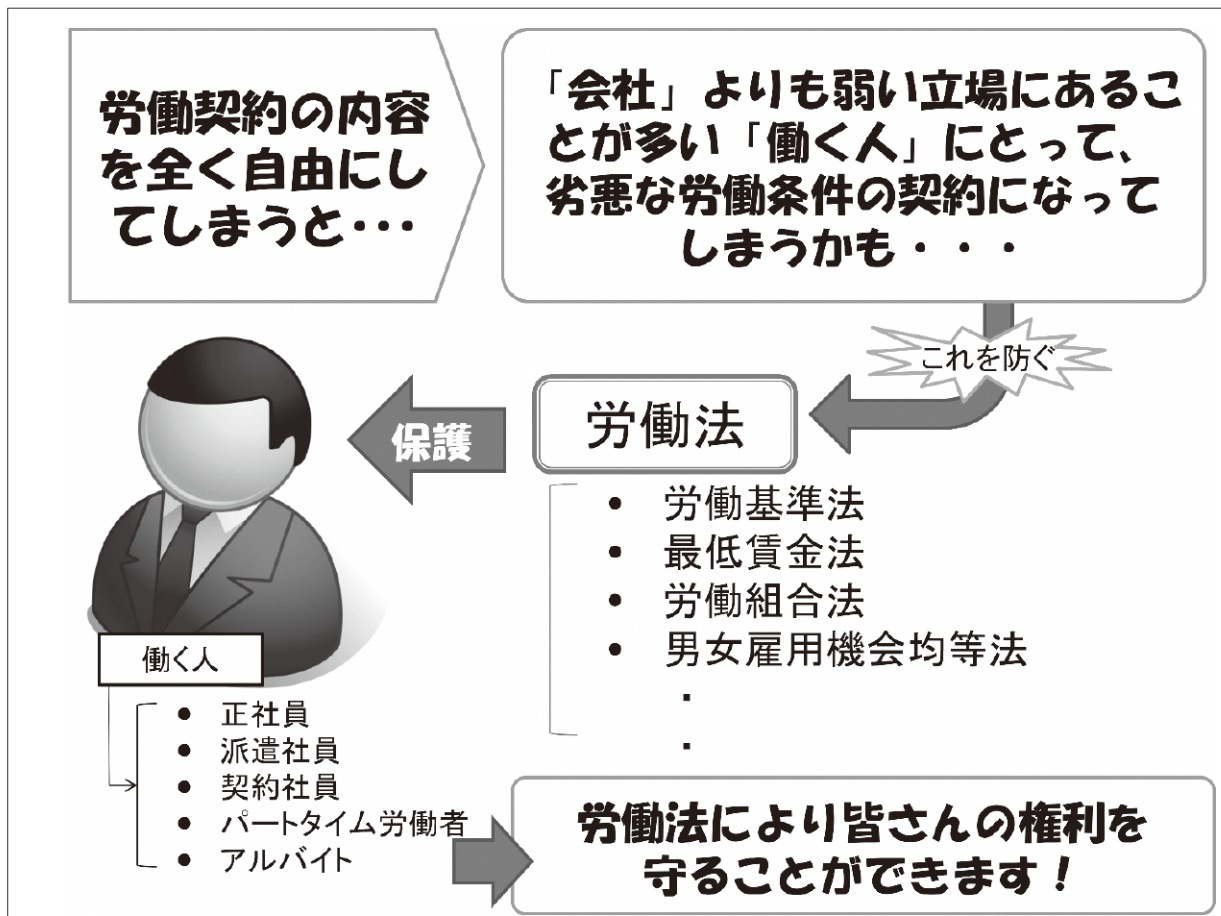 労働契約の内容
を全く自由にし
てしまうと・・・
「会社」よりも弱い立場にあるこ
とが多い「働く人」にとって、
劣悪な労働条件の契約になって
しまうかも・・・
これを防ぐ
労働法
保護
• 労働基準法
• 最低賃金法
• 労働組合法
• 男女雇用機会均等法
・
・
働く人
• 正社員
• 派遣社員
• 契約社員
• パートタイム労働者
• アルバイト
労働法により皆さんの権利を
守ることができます！